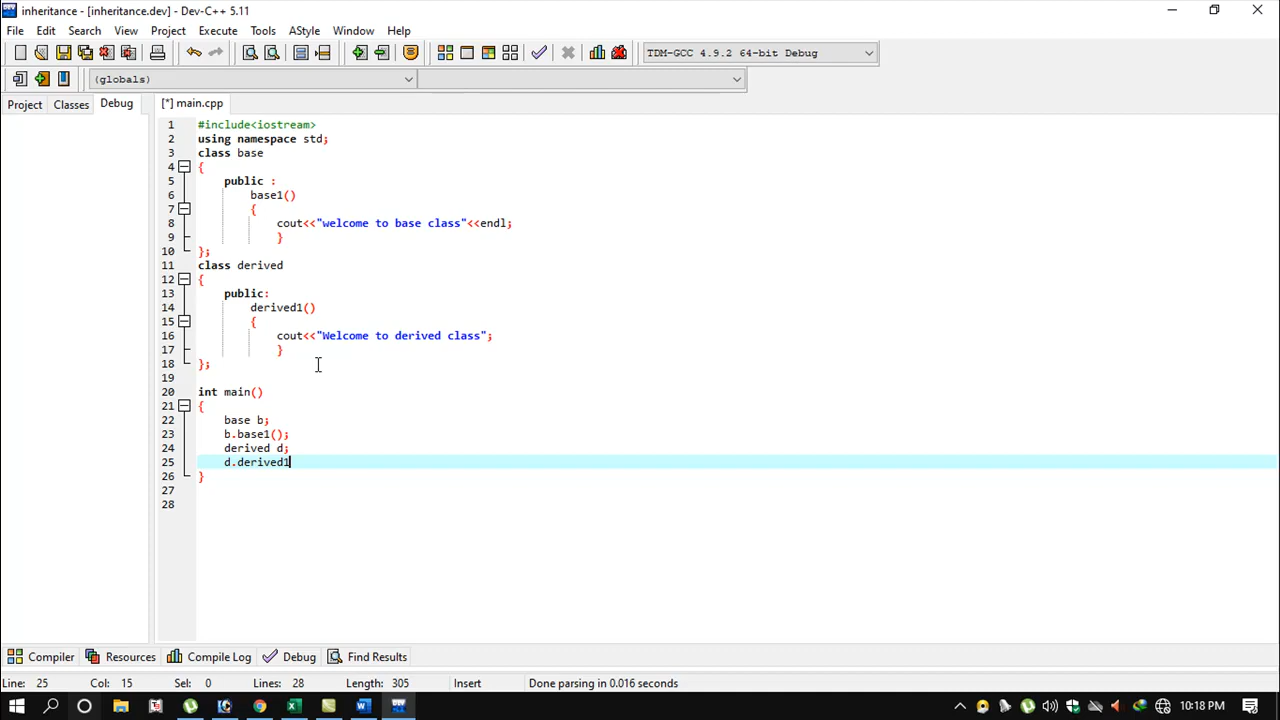 inheritance - [inheritance.dev] - Dev-C++ 5.11
File Edit Search View Project Execute Tools AStyle Window Help
TDM-GCC 4.9.2 64-bit Debug
(globals)
Project Classes Debug [*] main.cpp
1 #include<iostream>
2 using namespace std;
3 class base
4 {
5 public :
6 base1()
7 {
8 cout<<"welcome to base class"<<endl;
9 }
10 };
11 class derived
12 {
13 public:
14 derived1()
15 {
16 cout<<"Welcome to derived class";
17 }
18 };
19
20 int main()
21 {
22 base b;
23 b.base1();
24 derived d;
25 d.derived1
26 }
27
28
Compiler Resources Compile Log Debug Find Results
Line: 25 Col: 15 Sel: 0 Lines: 28 Length: 305 Insert Done parsing in 0.016 seconds
10:18 PM